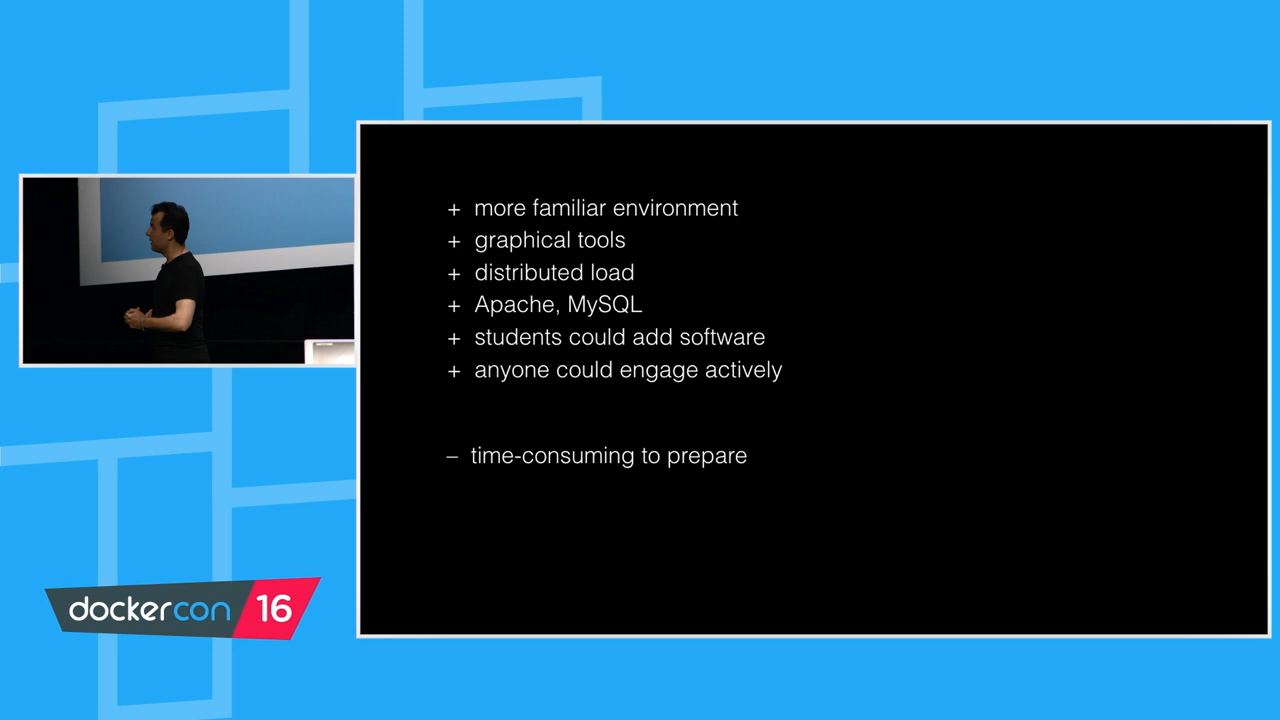 + more familiar environment
+ graphical tools
+ distributed load
+ Apache, MySQL
+ students could add software
+ anyone could engage actively
– time-consuming to prepare
dockercon 16